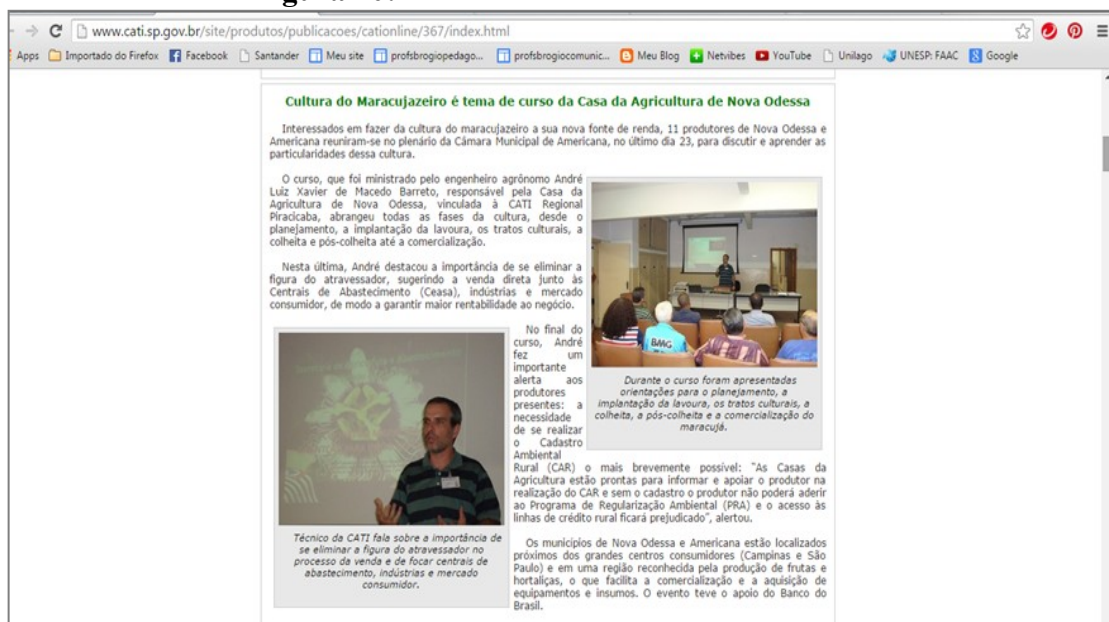 www.cati.sp.gov.br/site/produtos/publicacoes/cationline/367/index.html
Apps Importado do Firefox Facebook Santander Meu site profsbrogiopedago... profsbrogiocomunic... Meu Blog Netvibes YouTube Unilago UNESP: FAAC Google
Cultura do Maracujazeiro é tema de curso da Casa da Agricultura de Nova Odessa
Interessados em fazer da cultura do maracujazeiro a sua nova fonte de renda, 11 produtores de Nova Odessa e
Americana reuniram-se no plenário da Câmara Municipal de Americana, no último dia 23, para discutir e aprender as
particularidades dessa cultura.
O curso, que foi ministrado pelo engenheiro agrônomo André
Luiz Xavier de Macedo Barreto, responsável pela Casa da
Agricultura de Nova Odessa, vinculada à CATI Regional
Piracicaba, abrangeu todas as fases da cultura, desde o
planejamento, a implantação da lavoura, os tratos culturais, a
colheita e pós-colheita até a comercialização.
Nesta última, André destacou a importância de se eliminar a
figura do atravessador, sugerindo a venda direta junto às
Centrais de Abastecimento (Ceasa), indústrias e mercado
consumidor, de modo a garantir maior rentabilidade ao negócio.
BMG
Durante o curso foram apresentadas
orientações para o planejamento, a
implantação da lavoura, os tratos culturais, a
colheita, a pós-colheita e a comercialização do
maracujá.
No final do
curso, André
fez um
importante
alerta aos
produtores
presentes: a
necessidade
de se realizar
o Cadastro
Ambiental
Rural (CAR) o mais brevemente possível: "As Casas da
Agricultura estão prontas para informar e apoiar o produtor na
realização do CAR e sem o cadastro o produtor não poderá aderir
ao Programa de Regularização Ambiental (PRA) e o acesso às
linhas de crédito rural ficará prejudicado", alertou.
Técnico da CATI fala sobre a importância de
se eliminar a figura do atravessador no
processo da venda e de focar centrais de
abastecimento, indústrias e mercado
consumidor.
Os municípios de Nova Odessa e Americana estão localizados
próximos dos grandes centros consumidores (Campinas e São
Paulo) e em uma região reconhecida pela produção de frutas e
hortaliças, o que facilita a comercialização e a aquisição de
equipamentos e insumos. O evento teve o apoio do Banco do
Brasil.